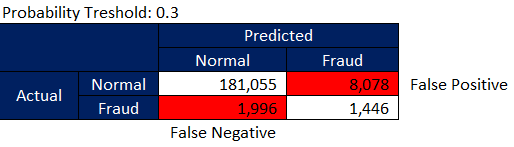 Probability Treshold: 0.3
Predicted
Normal Fraud
Actual Normal 181,055 8,078 False Positive
Fraud 1,996 1,446
False Negative